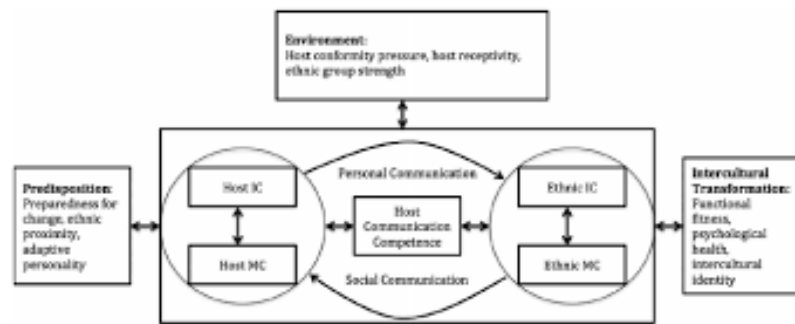 Environment:
Host conformity pressure, host receptivity,
ethnic group strength
Predisposition:
Preparedness for
change, ethnic
proximity,
adaptive
personality
Host IC
Host MC
Personal Communication
Host
Communication
Competence
Social Communication
Ethnic IC
Ethnic MC
Intercultural
Transformation:
Functional
fitness,
psychological
health,
intercultural
identity